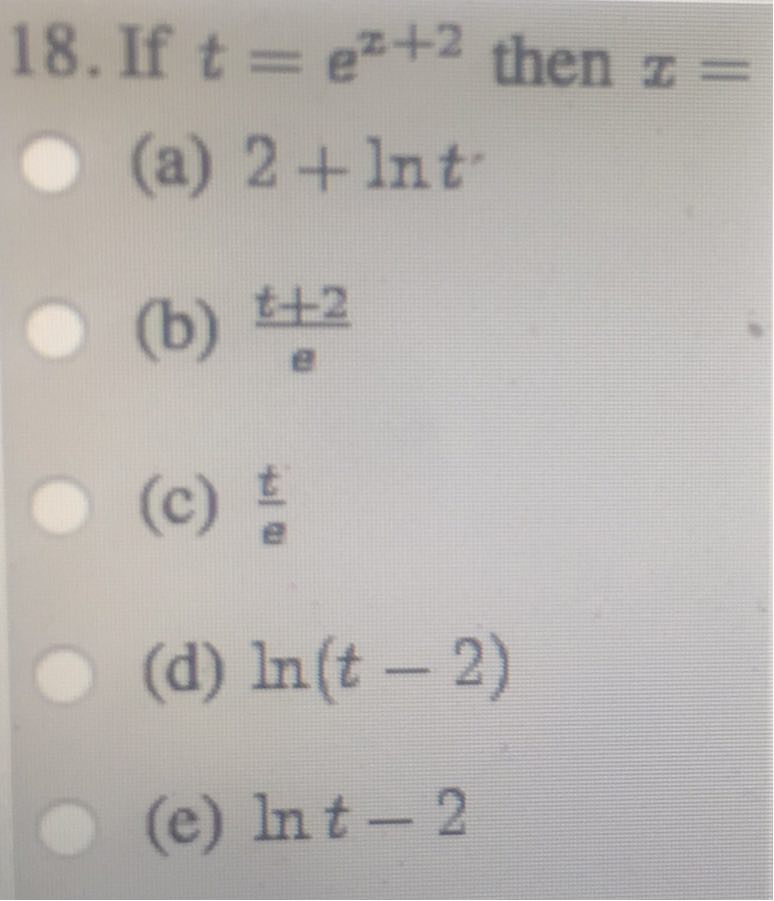 18. If t = e^{x+2} then x =
(a) 2 + ln t
(b) \frac{t+2}{e}
(c) \frac{t}{e}
(d) ln(t − 2)
(e) ln t − 2